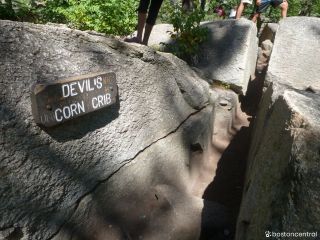 DEVIL'S
CORN CRIB
bostoncentral